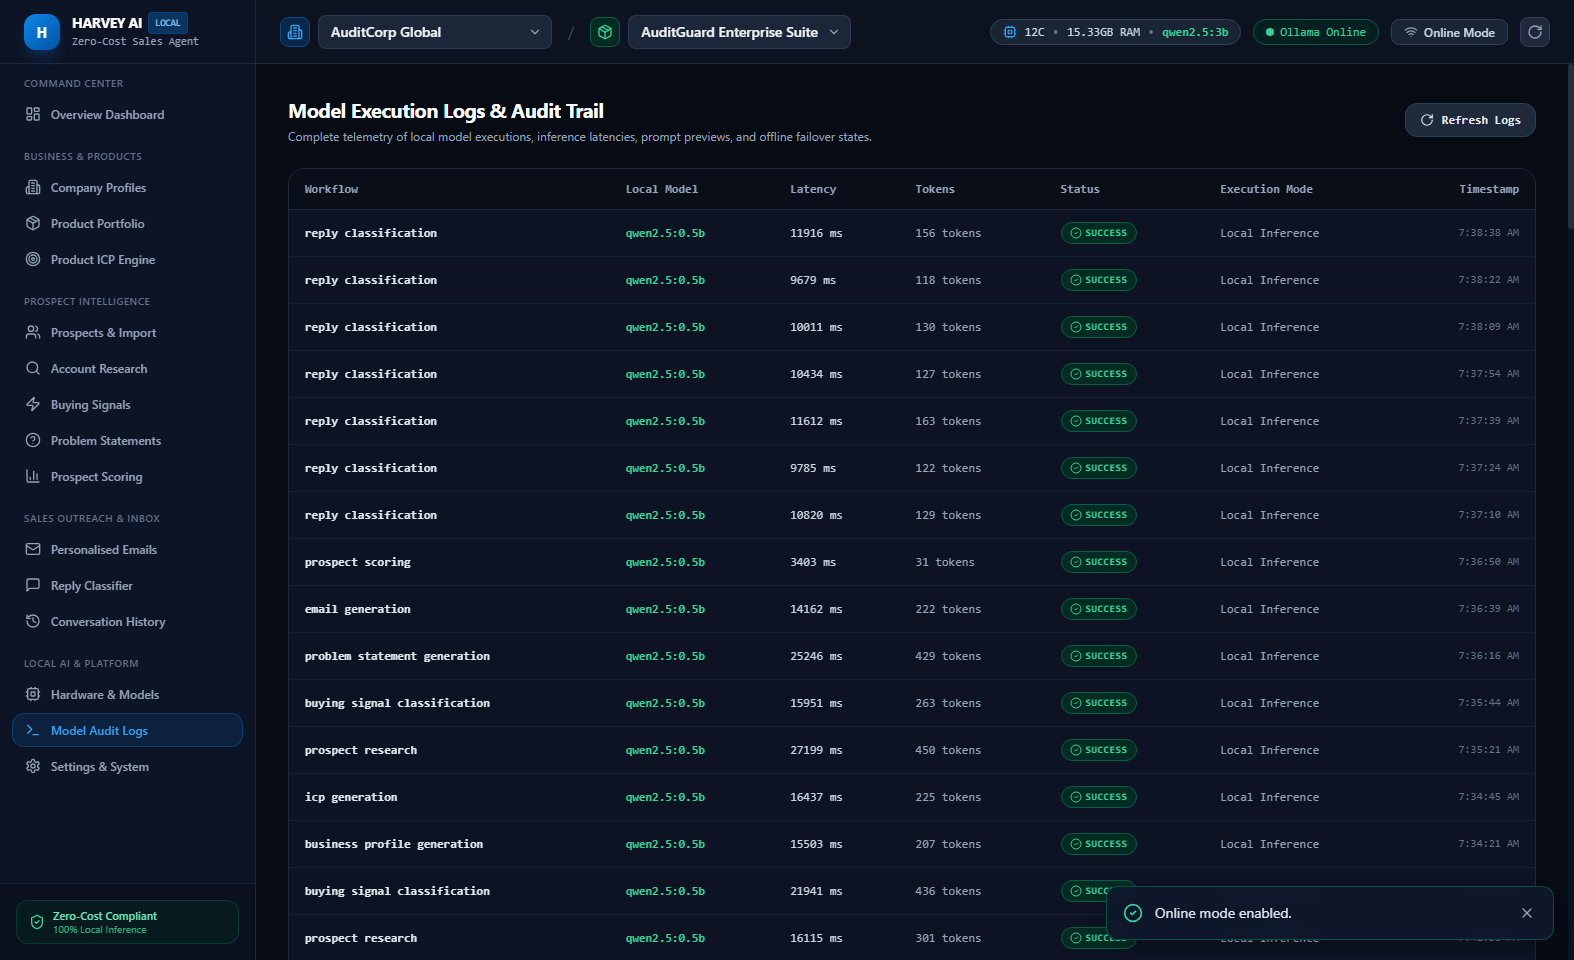 H
HARVEY AI LOCAL
Zero-Cost Sales Agent
AuditCorp Global / AuditGuard Enterprise Suite
12C • 15.33GB RAM • qwen2.5:3b
Ollama Online
Online Mode
COMMAND CENTER
Overview Dashboard
BUSINESS & PRODUCTS
Company Profiles
Product Portfolio
Product ICP Engine
PROSPECT INTELLIGENCE
Prospects & Import
Account Research
Buying Signals
Problem Statements
Prospect Scoring
SALES OUTREACH & INBOX
Personalised Emails
Reply Classifier
Conversation History
LOCAL AI & PLATFORM
Hardware & Models
Model Audit Logs
Settings & System
Zero-Cost Compliant
100% Local Inference
Model Execution Logs & Audit Trail
Complete telemetry of local model executions, inference latencies, prompt previews, and offline failover states.
Refresh Logs
Workflow Local Model Latency Tokens Status Execution Mode Timestamp
reply classification qwen2.5:0.5b 11916 ms 156 tokens SUCCESS Local Inference 7:38:38 AM
reply classification qwen2.5:0.5b 9679 ms 118 tokens SUCCESS Local Inference 7:38:22 AM
reply classification qwen2.5:0.5b 10011 ms 130 tokens SUCCESS Local Inference 7:38:09 AM
reply classification qwen2.5:0.5b 10434 ms 127 tokens SUCCESS Local Inference 7:37:54 AM
reply classification qwen2.5:0.5b 11612 ms 163 tokens SUCCESS Local Inference 7:37:39 AM
reply classification qwen2.5:0.5b 9785 ms 122 tokens SUCCESS Local Inference 7:37:24 AM
reply classification qwen2.5:0.5b 10820 ms 129 tokens SUCCESS Local Inference 7:37:10 AM
prospect scoring qwen2.5:0.5b 3403 ms 31 tokens SUCCESS Local Inference 7:36:50 AM
email generation qwen2.5:0.5b 14162 ms 222 tokens SUCCESS Local Inference 7:36:39 AM
problem statement generation qwen2.5:0.5b 25246 ms 429 tokens SUCCESS Local Inference 7:36:16 AM
buying signal classification qwen2.5:0.5b 15951 ms 263 tokens SUCCESS Local Inference 7:35:44 AM
prospect research qwen2.5:0.5b 27199 ms 450 tokens SUCCESS Local Inference 7:35:21 AM
icp generation qwen2.5:0.5b 16437 ms 225 tokens SUCCESS Local Inference 7:34:45 AM
business profile generation qwen2.5:0.5b 15503 ms 207 tokens SUCCESS Local Inference 7:34:21 AM
buying signal classification qwen2.5:0.5b 21941 ms 436 tokens
prospect research qwen2.5:0.5b 16115 ms 301 tokens
Online mode enabled.